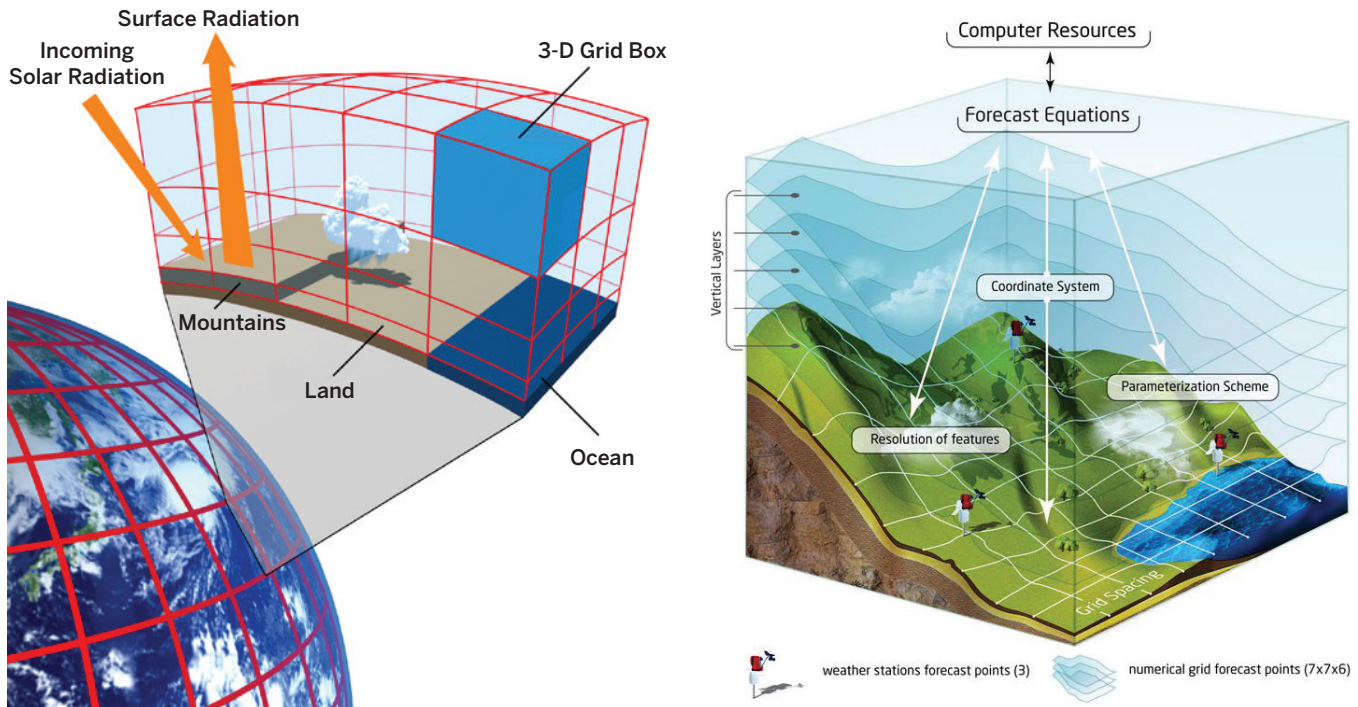 Surface Radiation
Incoming
Solar Radiation
3-D Grid Box
Mountains
Land
Ocean
Computer Resources
Forecast Equations
Vertical Layers
Coordinate System
Parameterization Scheme
Resolution of features
Grid Spacing
weather stations forecast points (3)
numerical grid forecast points (7x7x6)